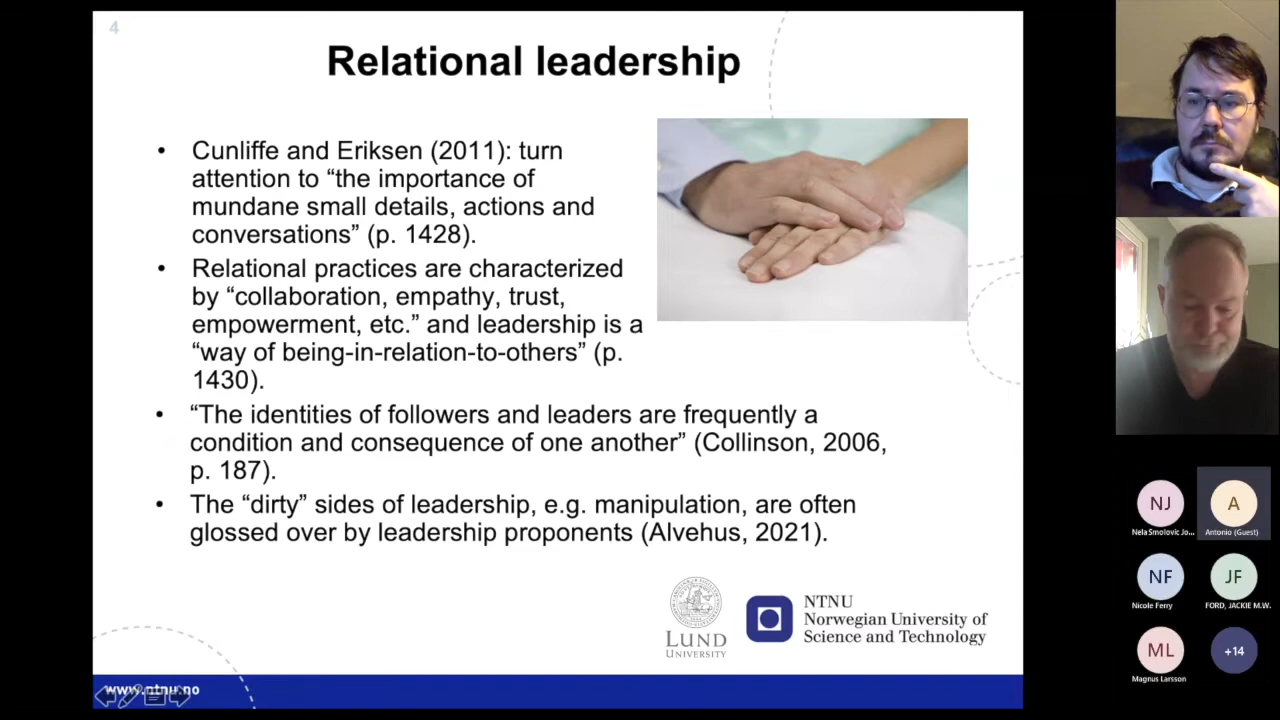 4
Relational leadership
• Cunliffe and Eriksen (2011): turn
attention to “the importance of
mundane small details, actions and
conversations” (p. 1428).
• Relational practices are characterized
by “collaboration, empathy, trust,
empowerment, etc.” and leadership is a
“way of being-in-relation-to-others” (p.
1430).
• “The identities of followers and leaders are frequently a
condition and consequence of one another” (Collinson, 2006,
p. 187).
• The “dirty” sides of leadership, e.g. manipulation, are often
glossed over by leadership proponents (Alvehus, 2021).
LUND
UNIVERSITY
NTNU
Norwegian University of
Science and Technology
www.ntnu.no
NJ
Nela Smolovic Jo...
A
Antonio (Guest)
NF
Nicole Ferry
JF
FORD, JACKIE M.W.
ML
Magnus Larsson
+14